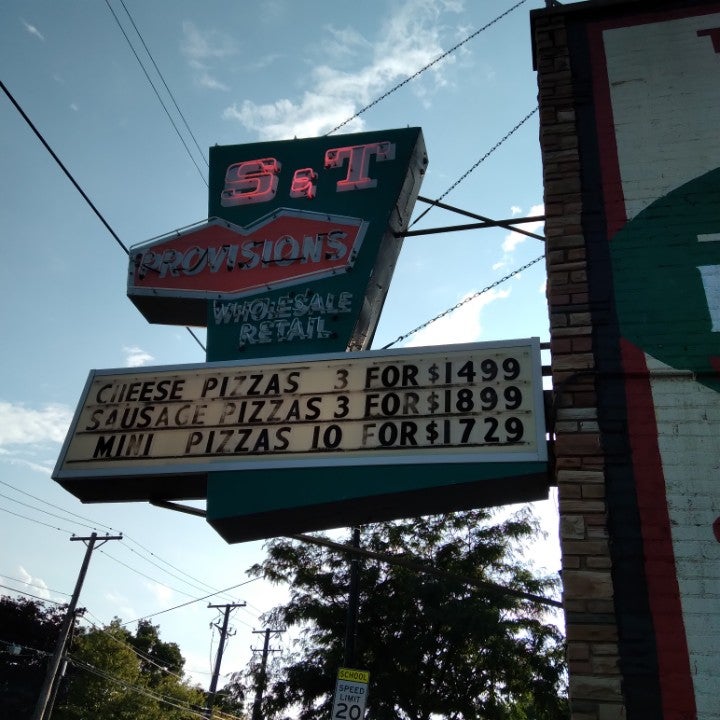 S & T
PROVISIONS
WHOLESALE
RETAIL
CHEESE PIZZAS 3 FOR $1499
SAUSAGE PIZZAS 3 FOR $1899
MINI PIZZAS 10 FOR $1729
SCHOOL
SPEED
LIMIT
20